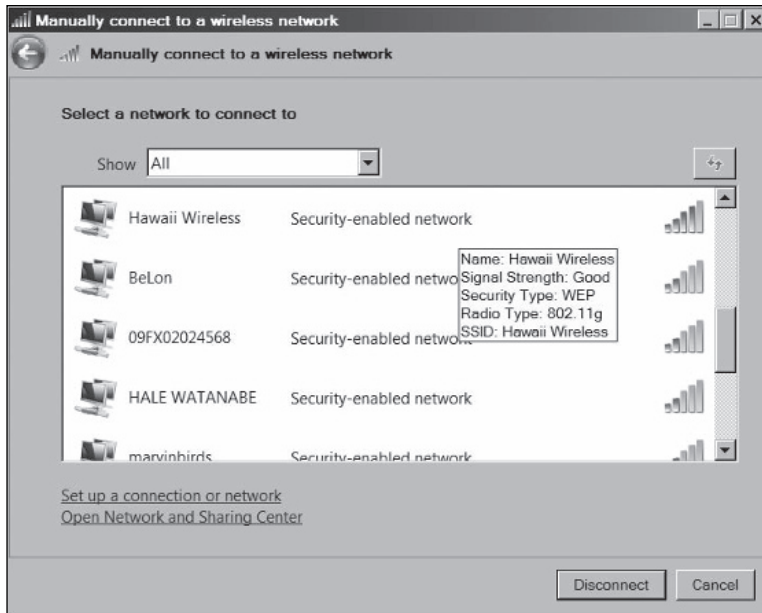 Manually connect to a wireless network
Manually connect to a wireless network
Select a network to connect to
Show All
Hawaii Wireless Security-enabled network
Name: Hawaii Wireless
BeLon Security-enabled netwo
Signal Strength: Good
Security Type: WEP
Radio Type: 802.11g
SSID: Hawaii Wireless
09FX02024568 Security-enabled network
HALE WATANABE Security-enabled network
marvinbirds Security-enabled network
Set up a connection or network
Open Network and Sharing Center
Disconnect Cancel